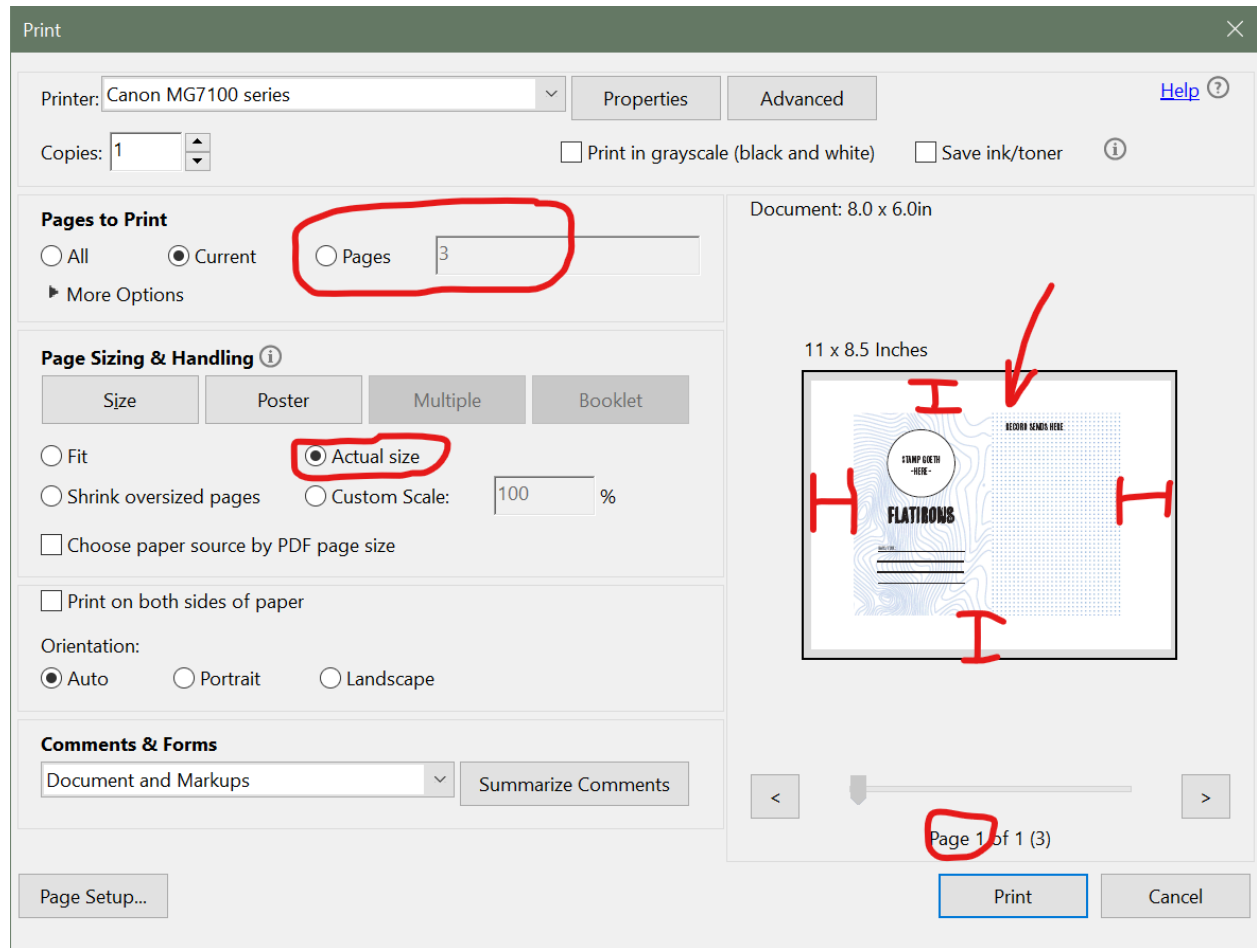 Print
Printer: Canon MG7100 series Properties Advanced Help
Copies: 1 Print in grayscale (black and white) Save ink/toner
Pages to Print
All Current Pages 3
More Options
Page Sizing & Handling
Size Poster Multiple Booklet
Fit Actual size
Shrink oversized pages Custom Scale: 100 %
Choose paper source by PDF page size
Print on both sides of paper
Orientation:
Auto Portrait Landscape
Comments & Forms
Document and Markups Summarize Comments
Page Setup...
Document: 8.0 x 6.0in
11 x 8.5 Inches
RECORD SENDS HERE
STAMP GOETH
-HERE-
FLATIRONS
< >
Page 1 of 1 (3)
Print Cancel